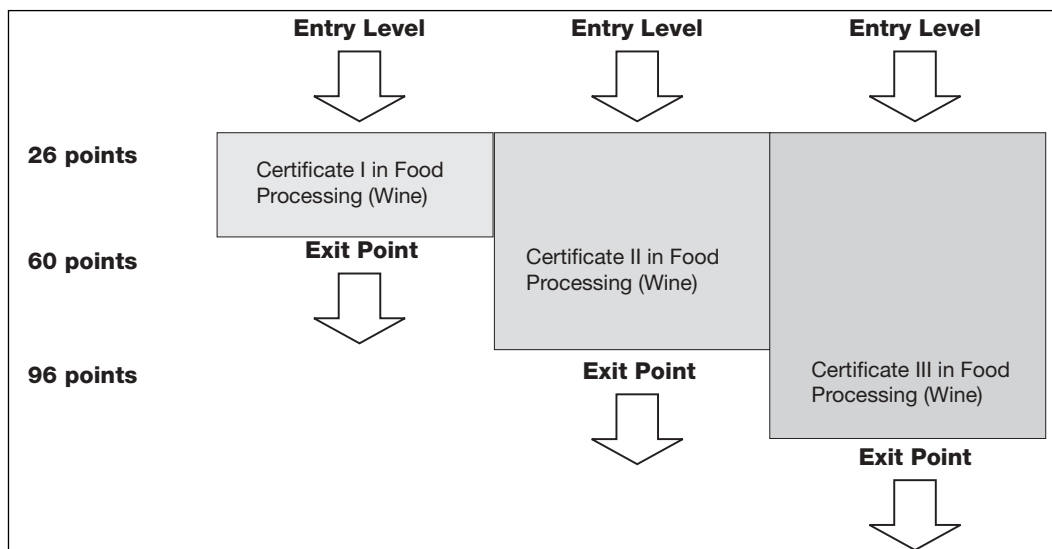 Entry Level
Entry Level
Entry Level
26 points
Certificate I in Food
Processing (Wine)
Exit Point
60 points
Certificate II in Food
Processing (Wine)
Exit Point
96 points
Certificate III in Food
Processing (Wine)
Exit Point